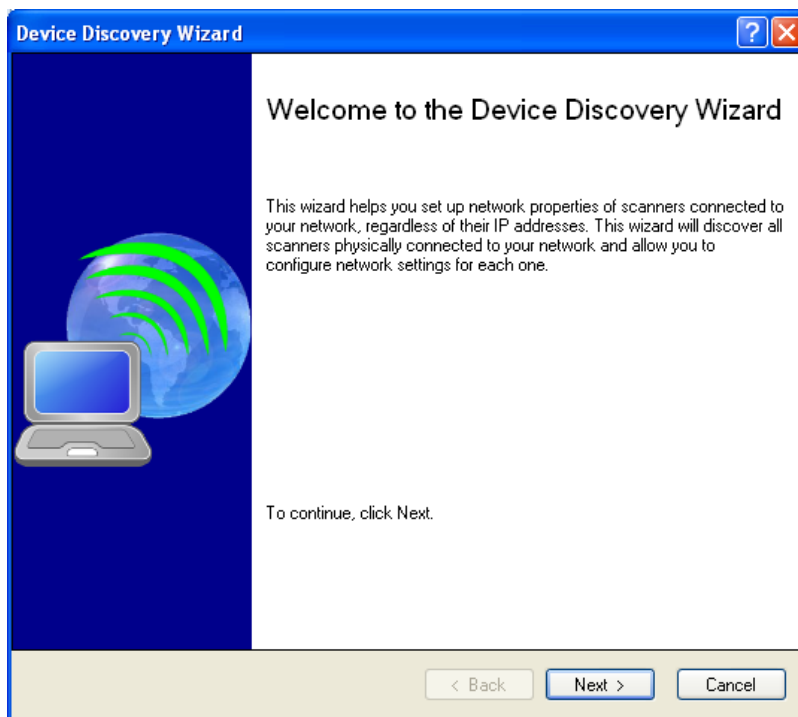 Device Discovery Wizard
?
Welcome to the Device Discovery Wizard
This wizard helps you set up network properties of scanners connected to
your network, regardless of their IP addresses. This wizard will discover all
scanners physically connected to your network and allow you to
configure network settings for each one.
To continue, click Next.
< Back
Next >
Cancel